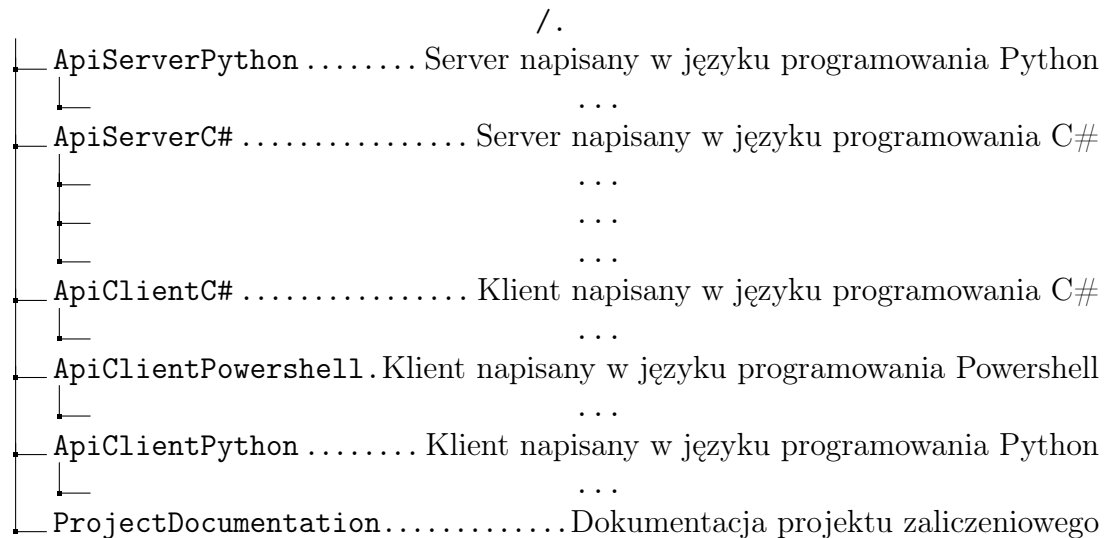 /.
ApiServerPython ........ Server napisany w języku programowania Python
...
ApiServerC# ................ Server napisany w języku programowania C#
...
...
...
ApiClientC# ................ Klient napisany w języku programowania C#
...
ApiClientPowershell . Klient napisany w języku programowania Powershell
...
ApiClientPython ........ Klient napisany w języku programowania Python
...
ProjectDocumentation ............. Dokumentacja projektu zaliczeniowego